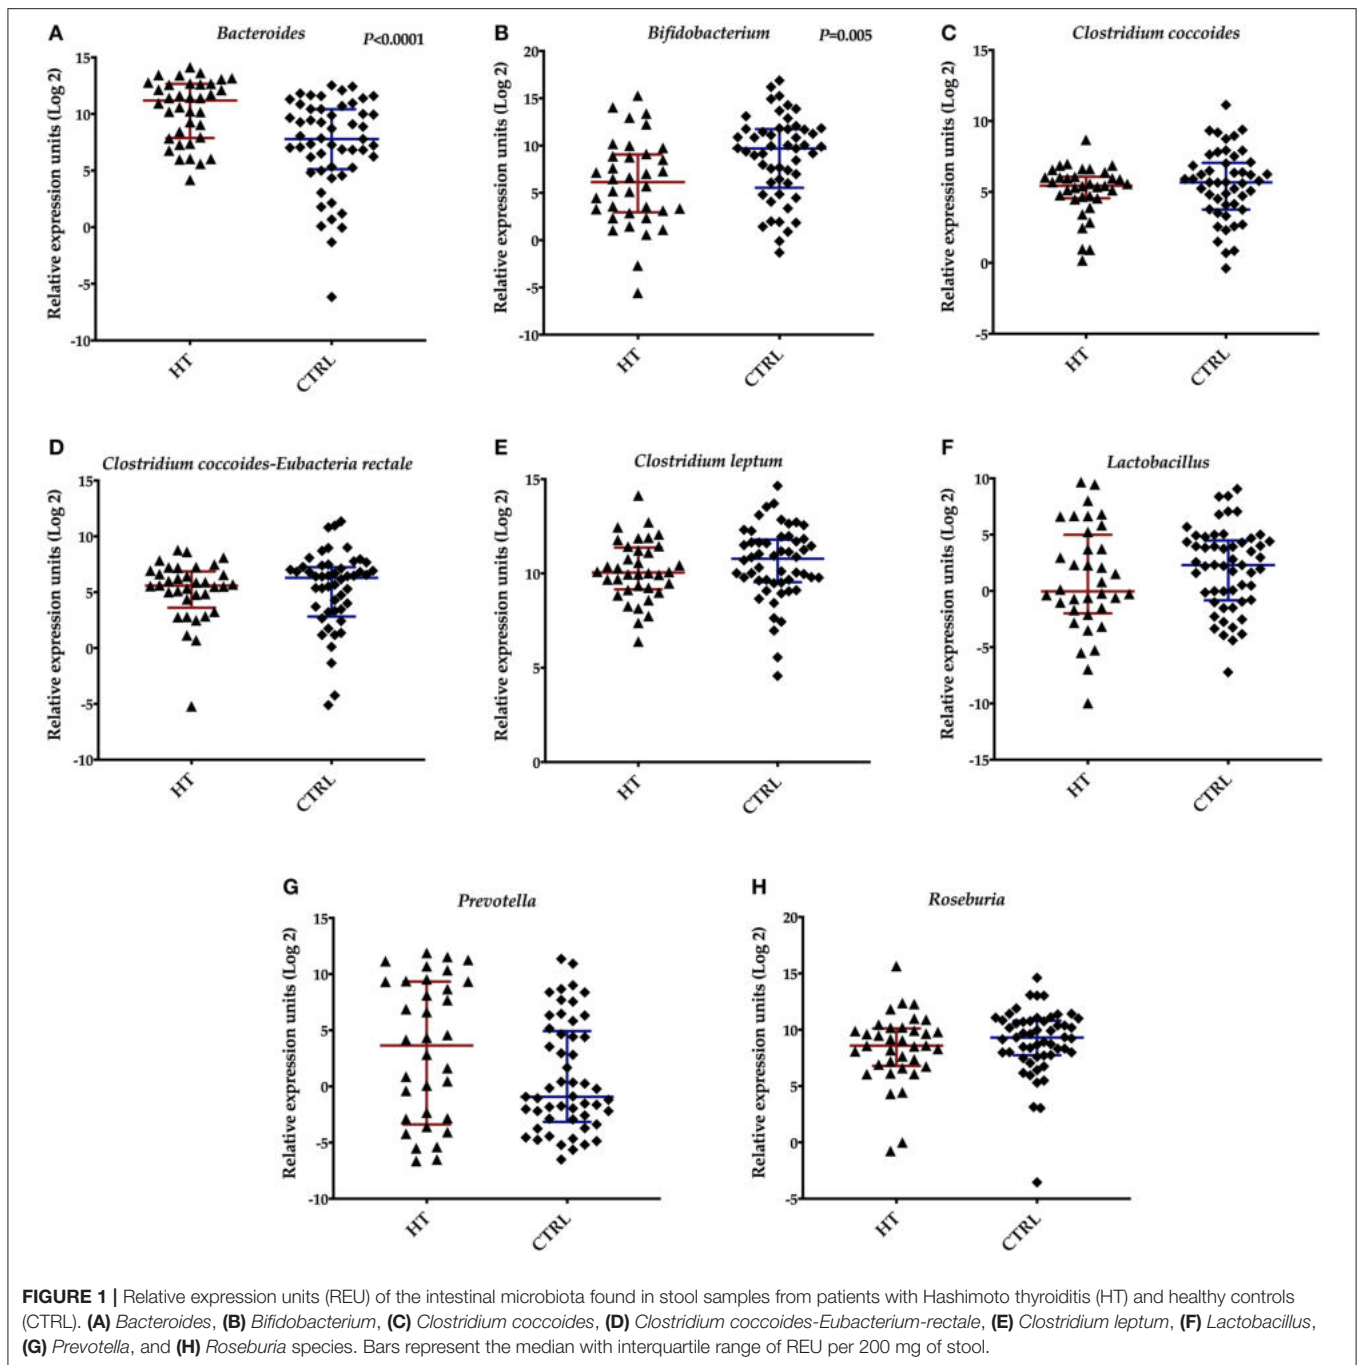 A
Bacteroides
P<0.0001
Relative expression units (Log 2)
15
10
5
0
-5
-10
HT
CTRL
B
Bifidobacterium
P=0.005
Relative expression units (Log 2)
20
15
10
5
0
-5
-10
HT
CTRL
C
Clostridium coccoides
Relative expression units (Log 2)
15
10
5
0
-5
HT
CTRL
D
Clostridium coccoides-Eubacteria rectale
Relative expression units (Log 2)
15
10
5
0
-5
-10
HT
CTRL
E
Clostridium leptum
Relative expression units (Log 2)
15
10
5
0
HT
CTRL
F
Lactobacillus
Relative expression units (Log 2)
10
5
0
-5
-10
-15
HT
CTRL
G
Prevotella
Relative expression units (Log 2)
15
10
5
0
-5
-10
HT
CTRL
H
Roseburia
Relative expression units (Log 2)
20
15
10
5
0
-5
HT
CTRL
FIGURE 1 | Relative expression units (REU) of the intestinal microbiota found in stool samples from patients with Hashimoto thyroiditis (HT) and healthy controls
(CTRL). (A) Bacteroides, (B) Bifidobacterium, (C) Clostridium coccoides, (D) Clostridium coccoides-Eubacterium-rectale, (E) Clostridium leptum, (F) Lactobacillus,
(G) Prevotella, and (H) Roseburia species. Bars represent the median with interquartile range of REU per 200 mg of stool.